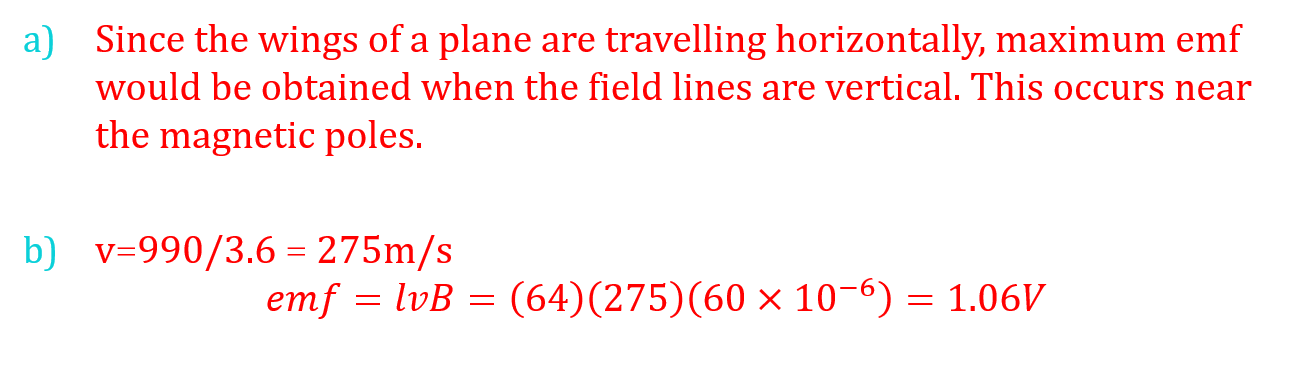 a) Since the wings of a plane are travelling horizontally, maximum emf
would be obtained when the field lines are vertical. This occurs near
the magnetic poles.
b) v=990/3.6 = 275m/s
emf = lvB = (64)(275)(60 × 10⁻⁶) = 1.06V